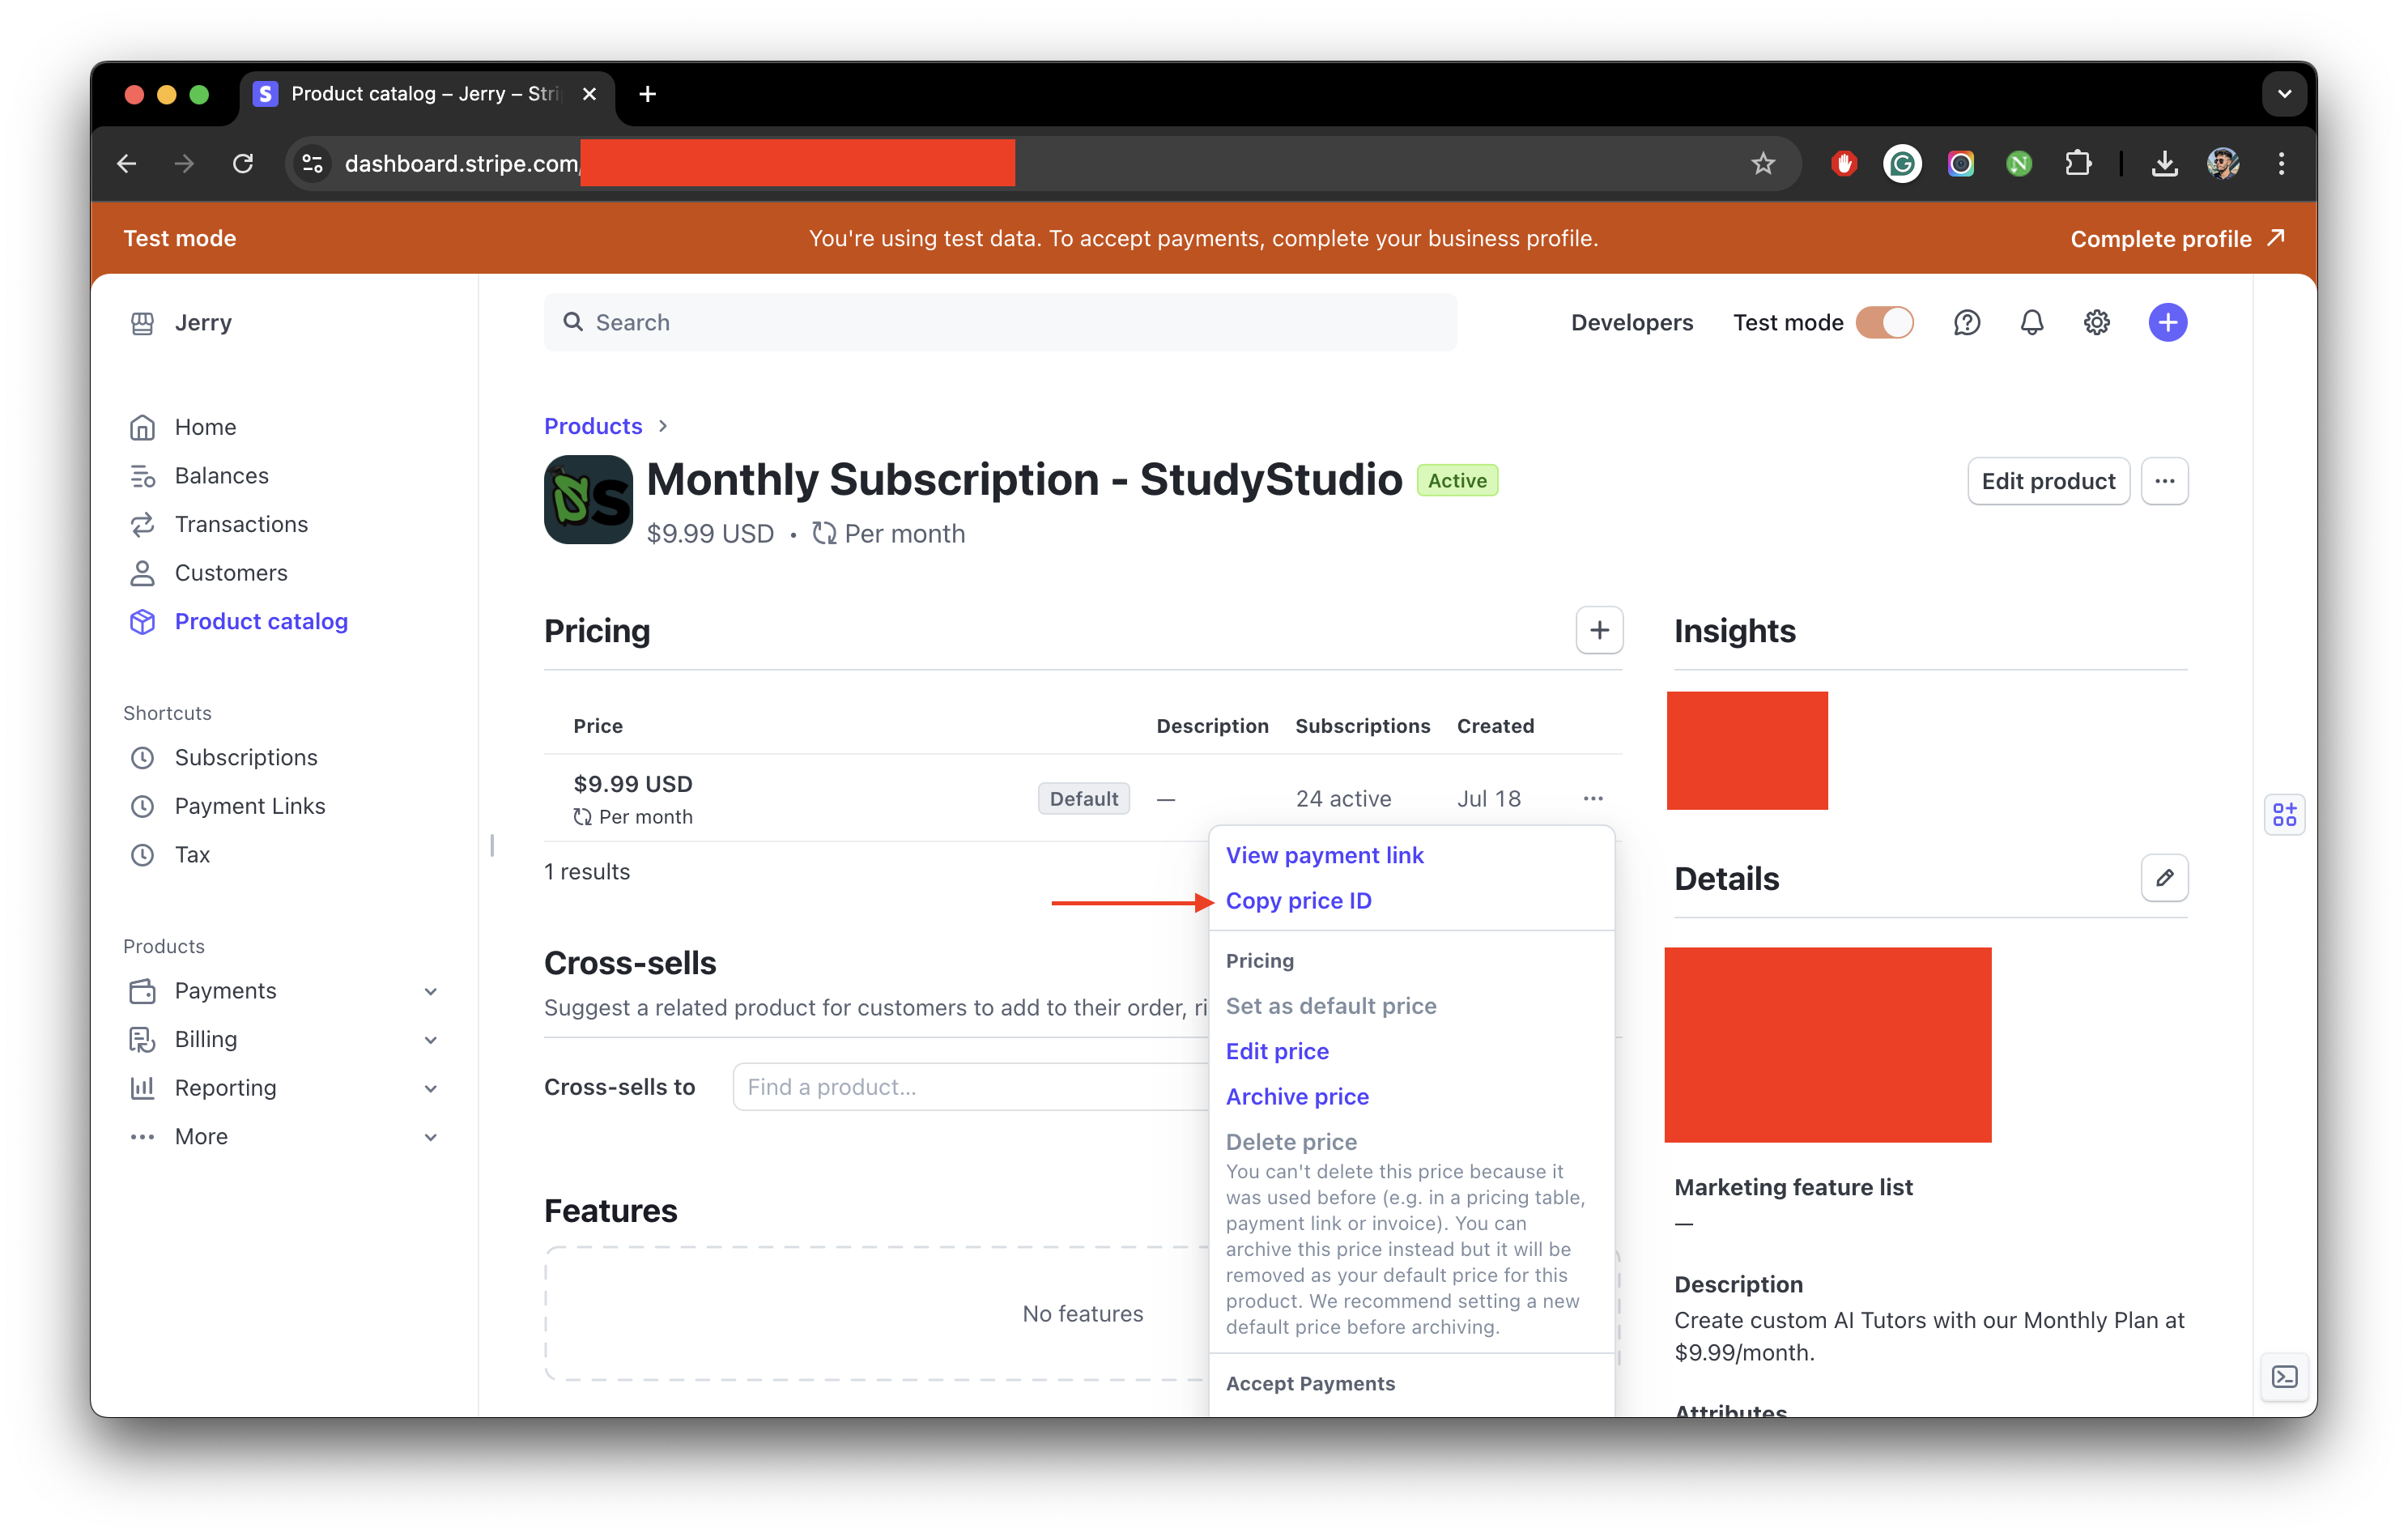 Product catalog – Jerry – Stri
dashboard.stripe.com/
Test mode
You're using test data. To accept payments, complete your business profile.
Complete profile
Jerry
Search
Developers
Test mode
Home
Balances
Transactions
Customers
Product catalog
Shortcuts
Subscriptions
Payment Links
Tax
Products
Payments
Billing
Reporting
More
Products
Monthly Subscription - StudyStudio
Active
$9.99 USD • Per month
Edit product
Pricing
Price Description Subscriptions Created
$9.99 USD Default — 24 active Jul 18
Per month
1 results
View payment link
Copy price ID
Pricing
Set as default price
Edit price
Archive price
Delete price
You can't delete this price because it
was used before (e.g. in a pricing table,
payment link or invoice). You can
archive this price instead but it will be
removed as your default price for this
product. We recommend setting a new
default price before archiving.
Accept Payments
Cross-sells
Suggest a related product for customers to add to their order, ri
Cross-sells to
Find a product...
Features
No features
Insights
Details
Marketing feature list
—
Description
Create custom AI Tutors with our Monthly Plan at
$9.99/month.
Attributes